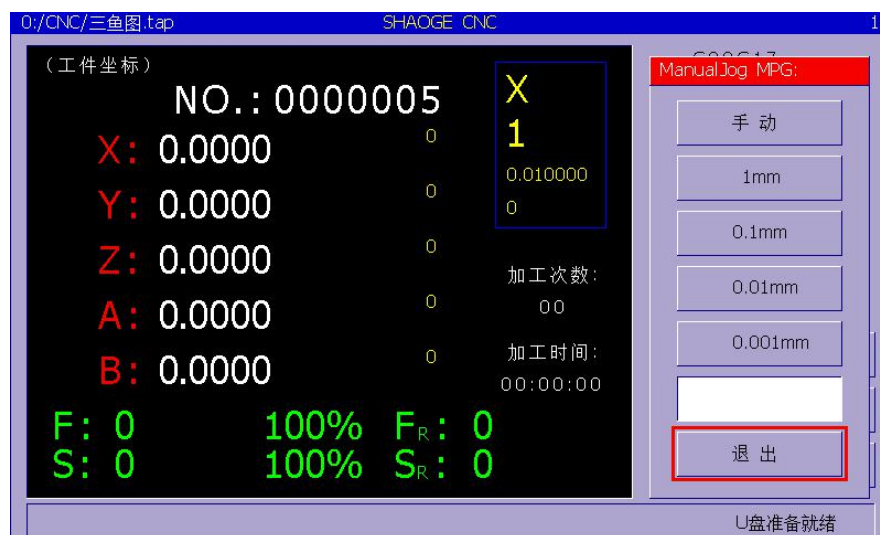 0:/CNC/三鱼图.tap SHAOGE CNC 1
(工件坐标)
NO.:0000005
X: 0.0000 0
Y: 0.0000 0
Z: 0.0000 0
A: 0.0000 0
B: 0.0000 0
F: 0 100% FR: 0
S: 0 100% SR: 0
X
1
0.010000
0
加工次数:
00
加工时间:
00:00:00
ManualJog MPG:
手动
1mm
0.1mm
0.01mm
0.001mm
退出
U盘准备就绪